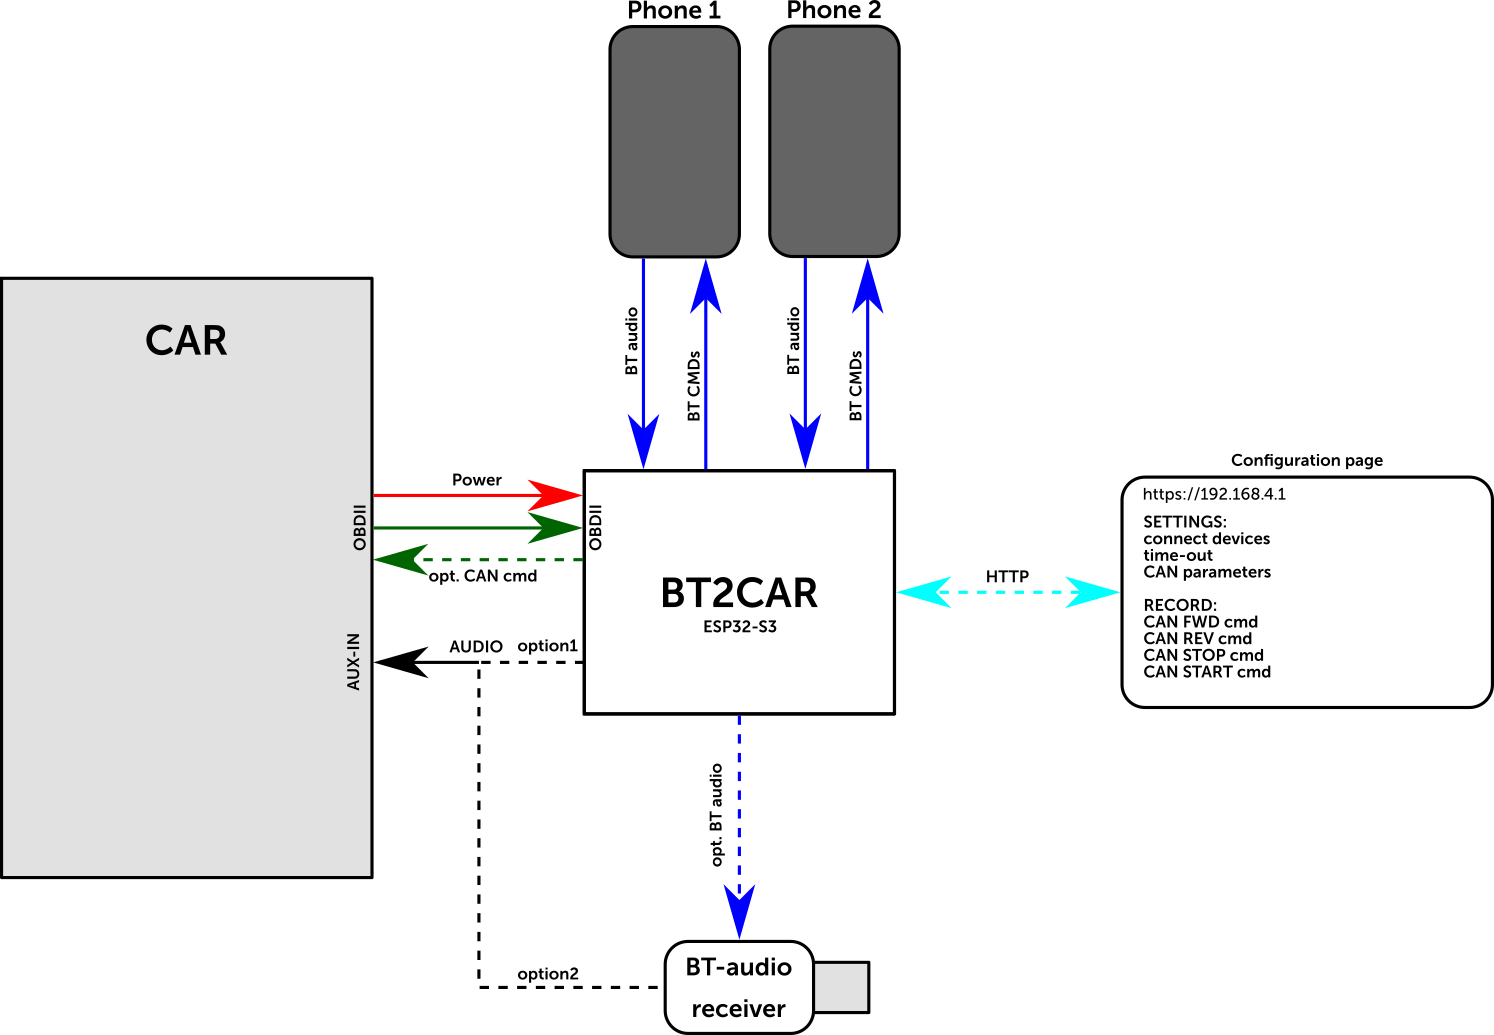 Phone 1
Phone 2
BT audio
BT CMDs
BT audio
BT CMDs
CAR
Power
OBDII
OBDII
opt. CAN cmd
AUX-IN
AUDIO
option1
BT2CAR
ESP32-S3
HTTP
Configuration page
https://192.168.4.1
SETTINGS:
connect devices
time-out
CAN parameters
RECORD:
CAN FWD cmd
CAN REV cmd
CAN STOP cmd
CAN START cmd
opt. BT audio
option2
BT-audio
receiver